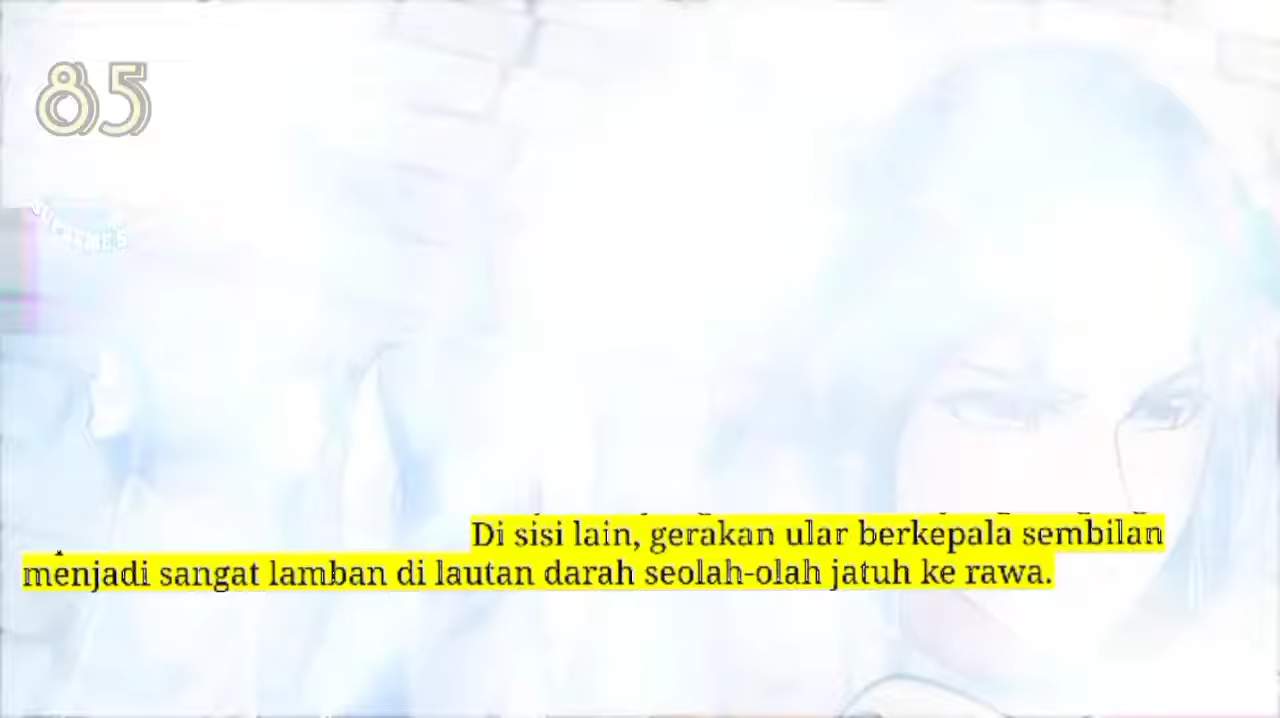 85
SUPREMES
Di sisi lain, gerakan ular berkepala sembilan
menjadi sangat lamban di lautan darah seolah-olah jatuh ke rawa.